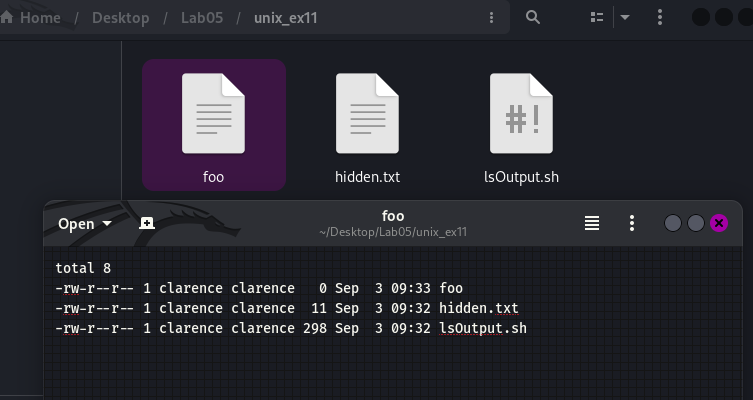 Home / Desktop / Lab05 / unix_ex11
foo hidden.txt lsOutput.sh
Open foo
~/Desktop/Lab05/unix_ex11
total 8
-rw-r--r-- 1 clarence clarence   0 Sep  3 09:33 foo
-rw-r--r-- 1 clarence clarence  11 Sep  3 09:32 hidden.txt
-rw-r--r-- 1 clarence clarence 298 Sep  3 09:32 lsOutput.sh